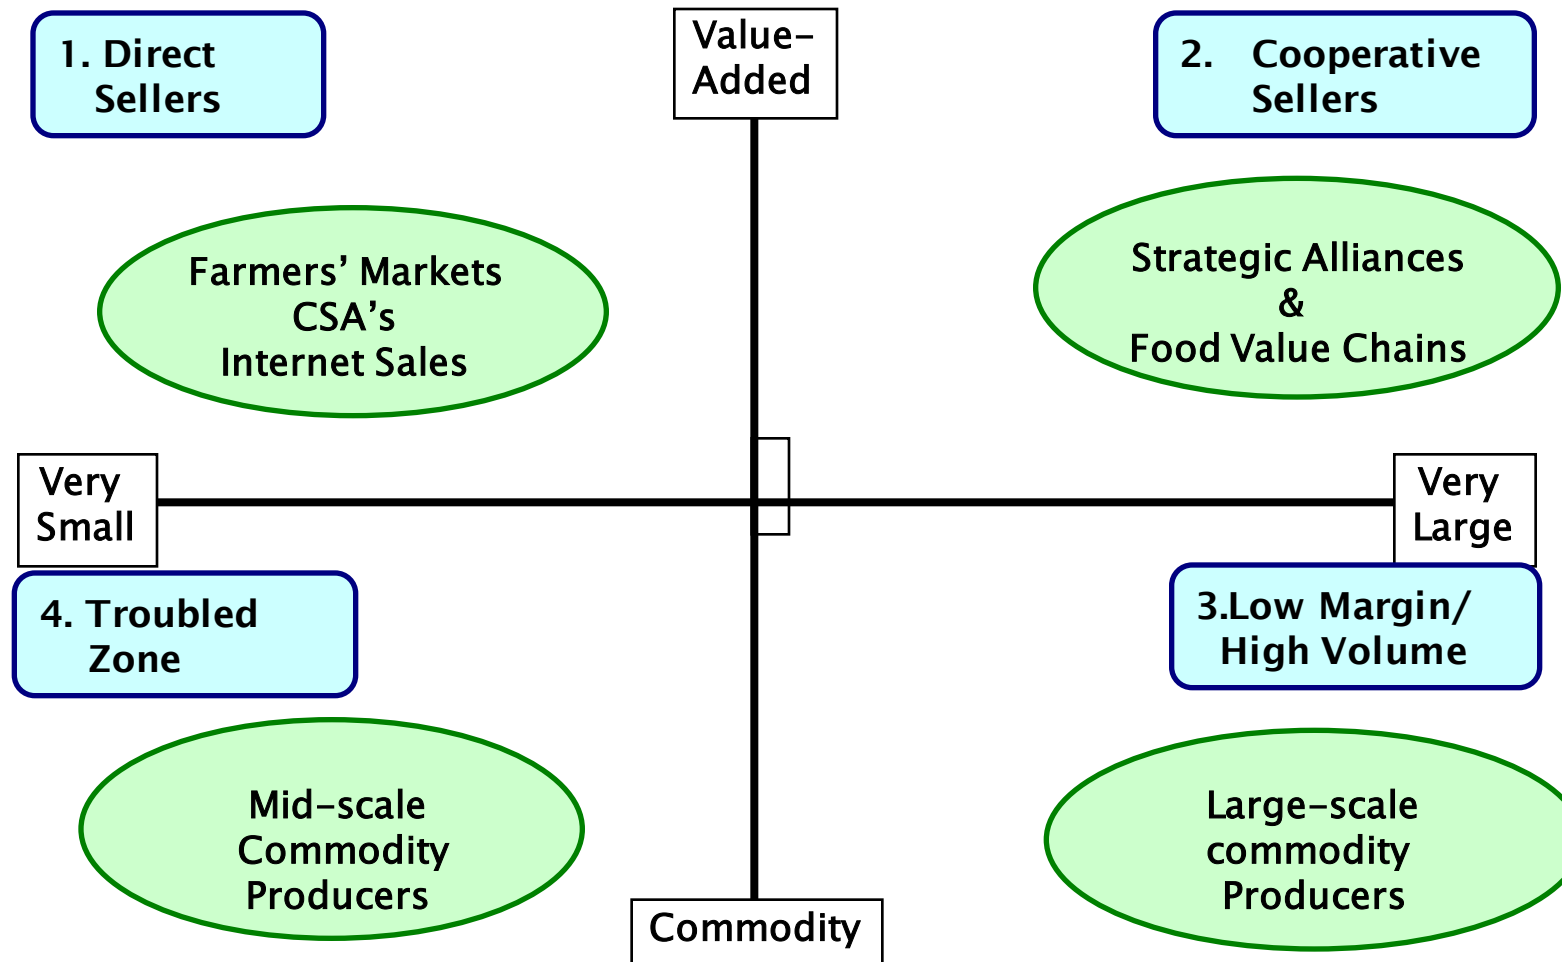 1. Direct
Sellers
Value-
Added
2. Cooperative
Sellers
Farmers’ Markets
CSA’s
Internet Sales
Strategic Alliances
&
Food Value Chains
Very
Small
Very
Large
4. Troubled
Zone
3.Low Margin/
High Volume
Mid-scale
Commodity
Producers
Large-scale
commodity
Producers
Commodity